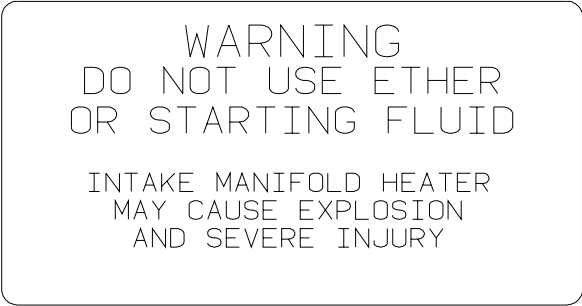 WARNING
DO NOT USE ETHER
OR STARTING FLUID
INTAKE MANIFOLD HEATER
MAY CAUSE EXPLOSION
AND SEVERE INJURY